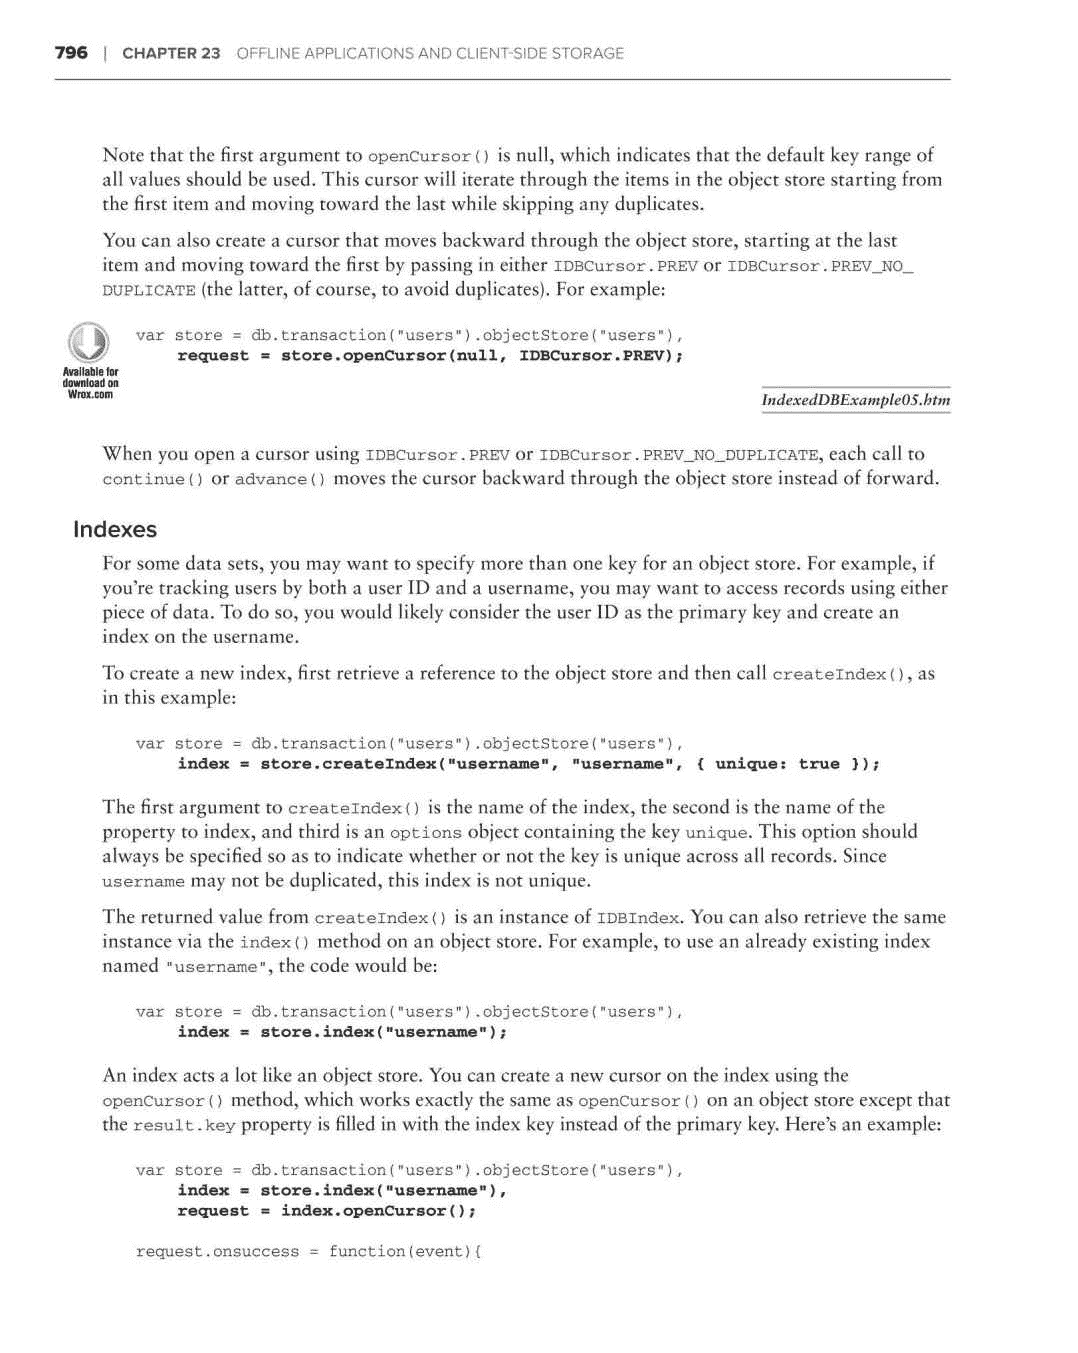 796 | CHAPTER 23 OFFLINE APPLICATIONS AND CLIENT-SIDE STORAGE
Note that the first argument to openCursor() is null, which indicates that the default key range of
all values should be used. This cursor will iterate through the items in the object store starting from
the first item and moving toward the last while skipping any duplicates.
You can also create a cursor that moves backward through the object store, starting at the last
item and moving toward the first by passing in either IDBCursor.PREV or IDBCursor.PREV_NO_
DUPLICATE (the latter, of course, to avoid duplicates). For example:
var store = db.transaction("users").objectStore("users"),
request = store.openCursor(null, IDBCursor.PREV);
Available for
download on
Wrox.com
IndexedDBExample05.htm
When you open a cursor using IDBCursor.PREV or IDBCursor.PREV_NO_DUPLICATE, each call to
continue() or advance() moves the cursor backward through the object store instead of forward.
Indexes
For some data sets, you may want to specify more than one key for an object store. For example, if
you're tracking users by both a user ID and a username, you may want to access records using either
piece of data. To do so, you would likely consider the user ID as the primary key and create an
index on the username.
To create a new index, first retrieve a reference to the object store and then call createIndex(), as
in this example:
var store = db.transaction("users").objectStore("users"),
index = store.createIndex("username", "username", { unique: true });
The first argument to createIndex() is the name of the index, the second is the name of the
property to index, and third is an options object containing the key unique. This option should
always be specified so as to indicate whether or not the key is unique across all records. Since
username may not be duplicated, this index is not unique.
The returned value from createIndex() is an instance of IDBIndex. You can also retrieve the same
instance via the index() method on an object store. For example, to use an already existing index
named "username", the code would be:
var store = db.transaction("users").objectStore("users"),
index = store.index("username");
An index acts a lot like an object store. You can create a new cursor on the index using the
openCursor() method, which works exactly the same as openCursor() on an object store except that
the result.key property is filled in with the index key instead of the primary key. Here's an example:
var store = db.transaction("users").objectStore("users"),
index = store.index("username"),
request = index.openCursor();
request.onsuccess = function(event){